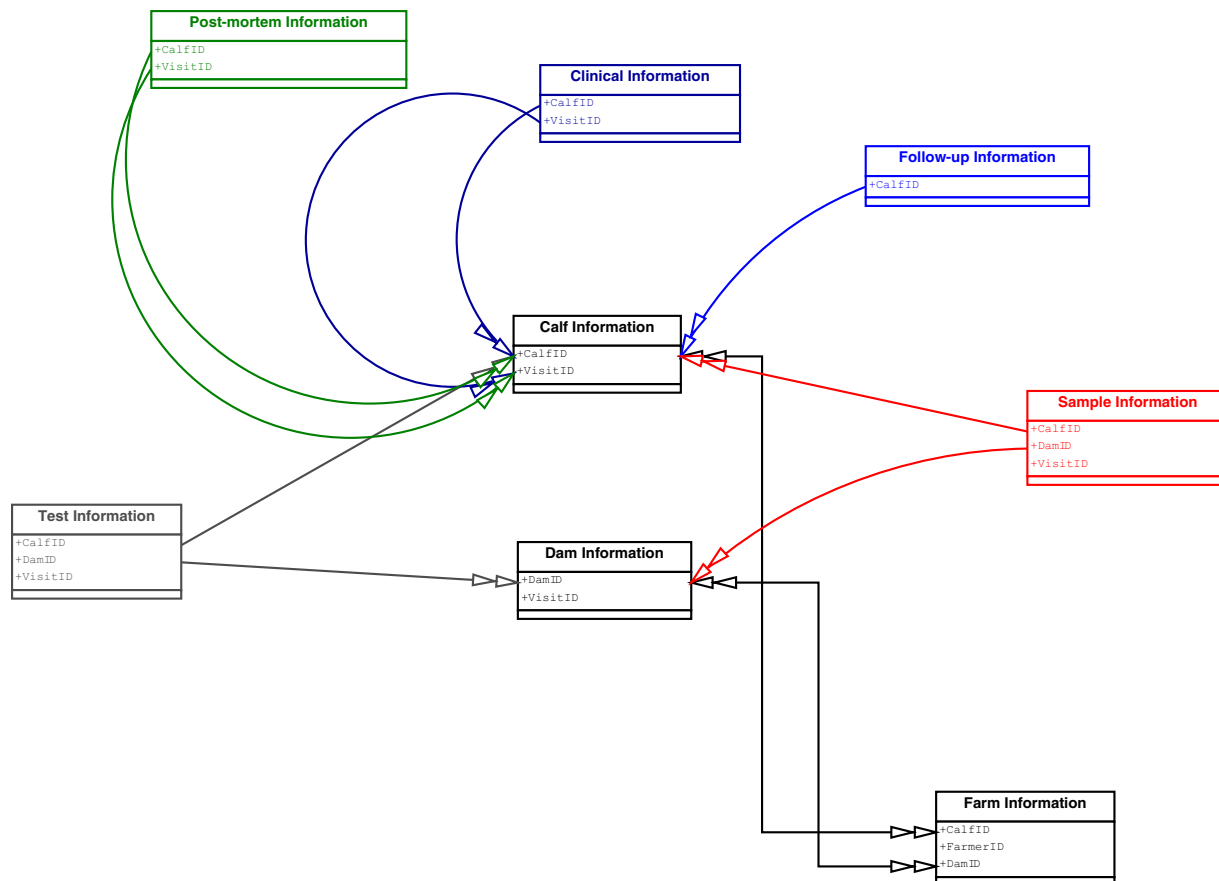 Post-mortem Information
+CalfID
+VisitID
Clinical Information
+CalfID
+VisitID
Follow-up Information
+CalfID
Calf Information
+CalfID
+VisitID
Sample Information
+CalfID
+DamID
+VisitID
Test Information
+CalfID
+DamID
+VisitID
Dam Information
+DamID
+VisitID
Farm Information
+CalfID
+FarmerID
+DamID